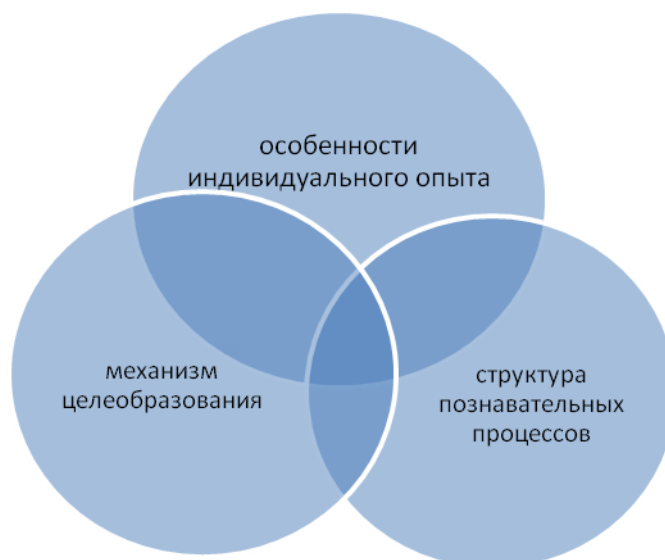 особенности
индивидуального опыта
механизм
целеобразования
структура
познавательных
процессов